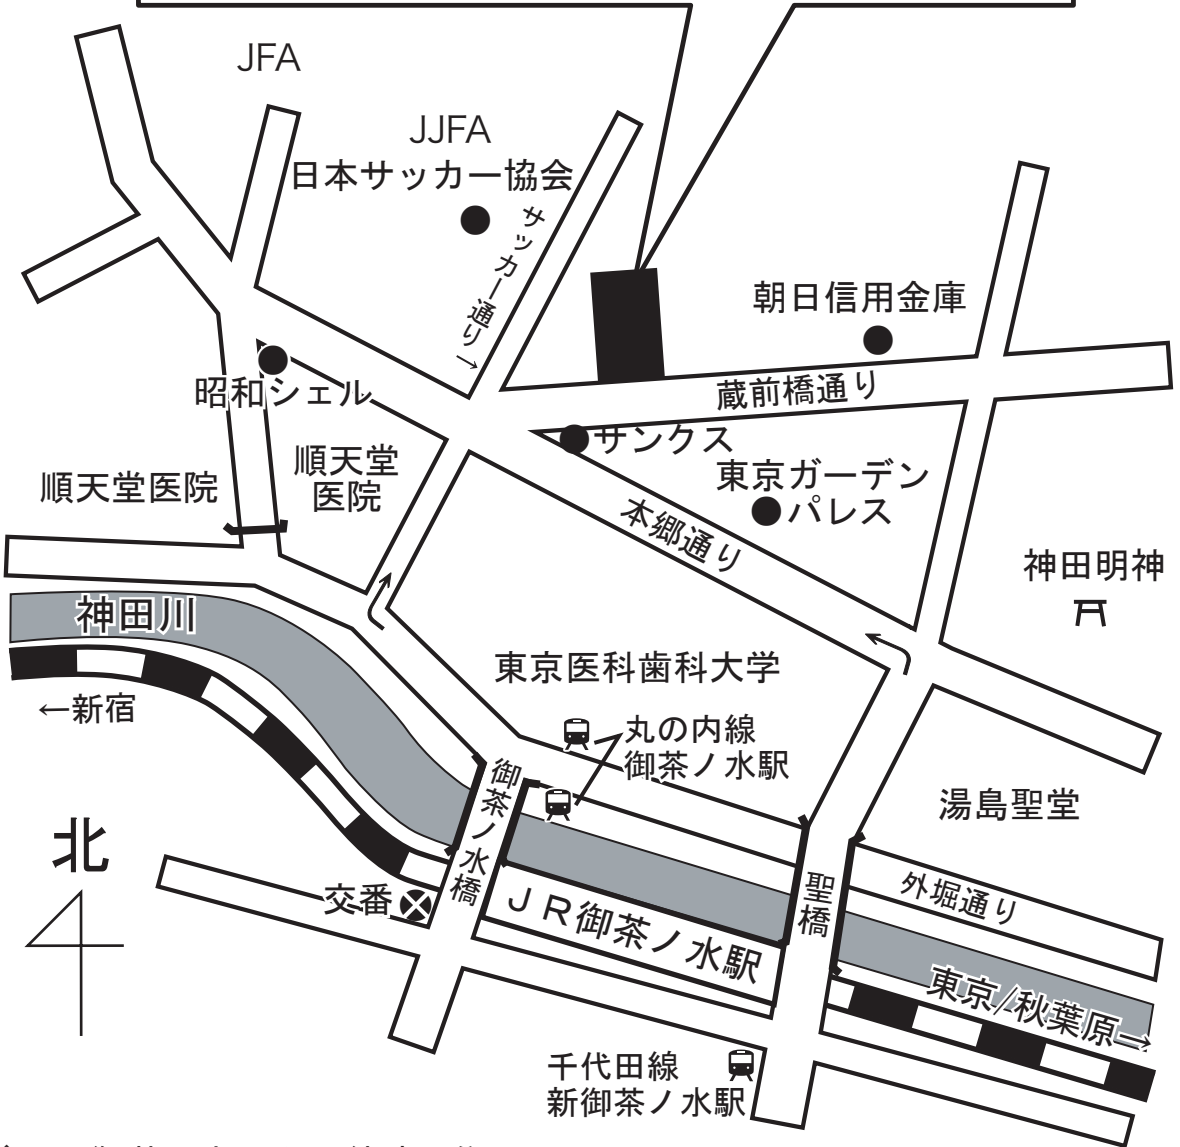 JFA
JJFA
日本サッカー協会
サッカー通り→
朝日信用金庫
昭和シェル
蔵前橋通り
サンクス
順天堂医院
順天堂
医院
東京ガーデン
パレス
本郷通り
神田明神
神田川
東京医科歯科大学
←新宿
丸の内線
御茶ノ水駅
御茶ノ水橋
湯島聖堂
北
交番
聖橋
外堀通り
JR御茶ノ水駅
東京/秋葉原→
千代田線
新御茶ノ水駅